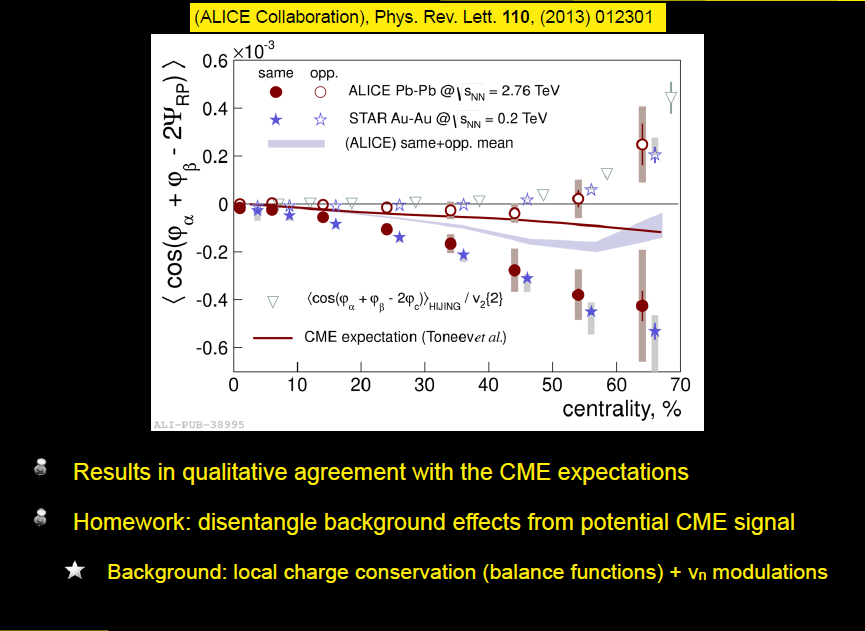 (ALICE Collaboration), Phys. Rev. Lett. 110, (2013) 012301
×10⁻³
same opp.
ALICE Pb-Pb @√sNN = 2.76 TeV
STAR Au-Au @√sNN = 0.2 TeV
(ALICE) same+opp. mean
⟨cos(φα + φβ - 2φc)⟩HIJING / v2{2}
CME expectation (Toneev et al.)
⟨ cos(φα + φβ - 2ΨRP) ⟩
0.6
0.4
0.2
0
-0.2
-0.4
-0.6
0 10 20 30 40 50 60 70
centrality, %
ALI-PUB-38995
Results in qualitative agreement with the CME expectations
Homework: disentangle background effects from potential CME signal
Background: local charge conservation (balance functions) + vn modulations